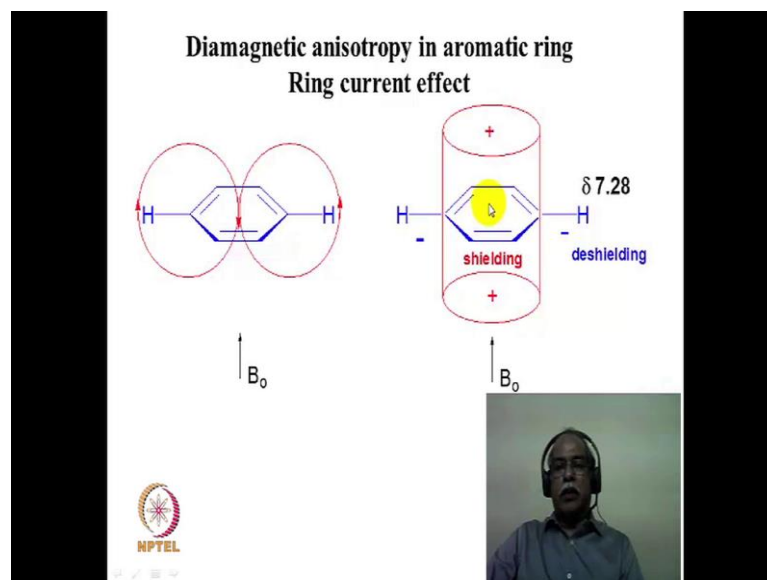 Diamagnetic anisotropy in aromatic ring
Ring current effect
H
H
B₀
+
H
H
δ 7.28
-
-
shielding
deshielding
+
B₀
NPTEL